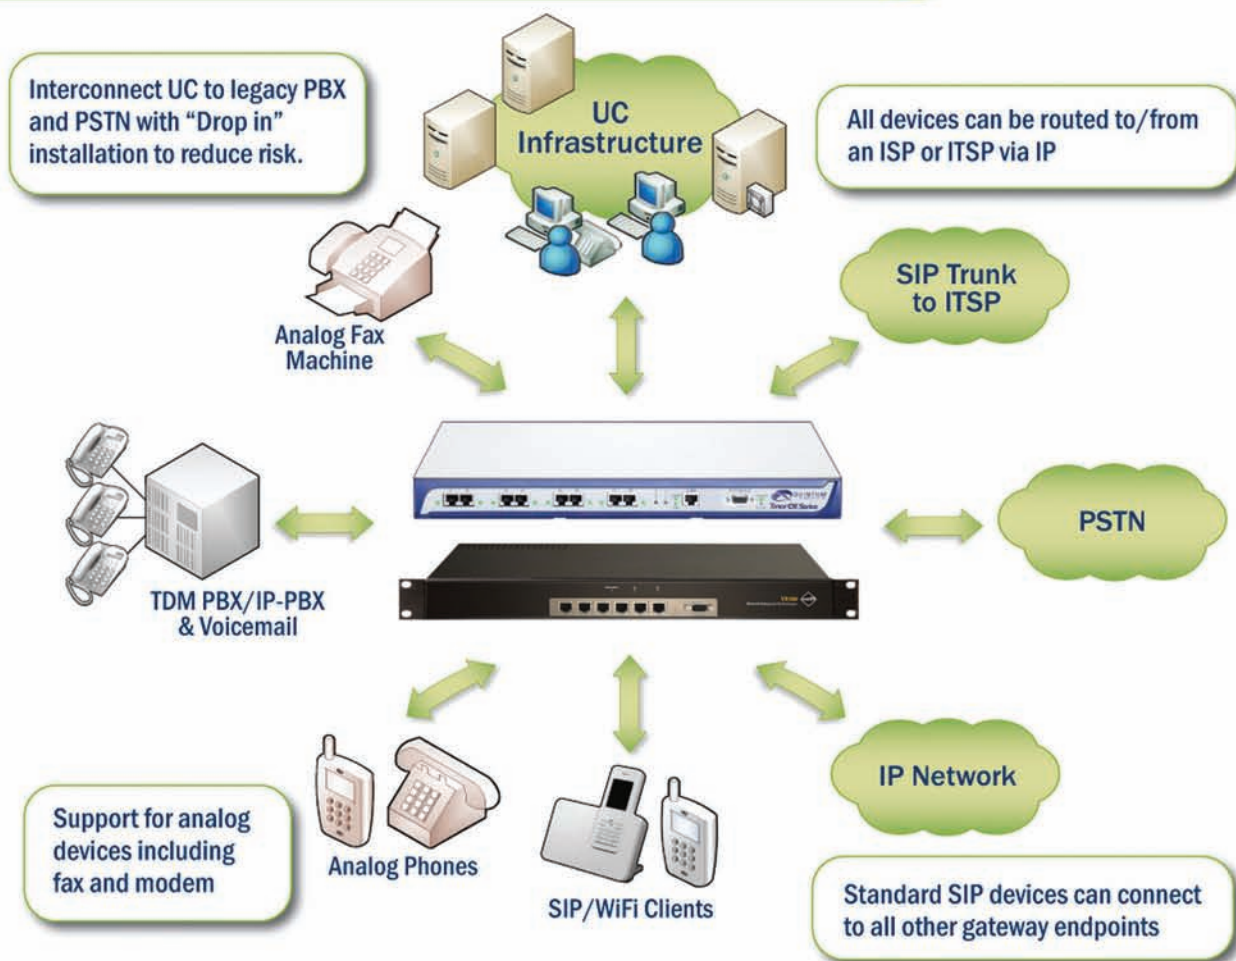 Interconnect UC to legacy PBX
and PSTN with “Drop in”
installation to reduce risk.
UC
Infrastructure
All devices can be routed to/from
an ISP or ITSP via IP
Analog Fax
Machine
SIP Trunk
to ITSP
TDM PBX/IP-PBX
& Voicemail
PSTN
Analog Phones
SIP/WiFi Clients
IP Network
Support for analog
devices including
fax and modem
Standard SIP devices can connect
to all other gateway endpoints